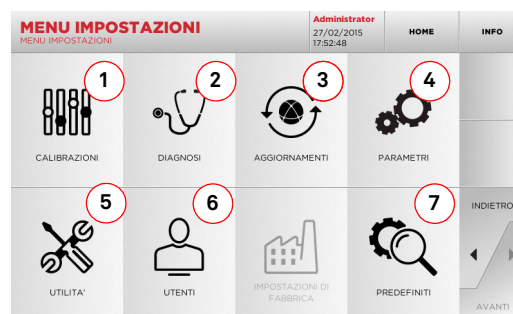 MENU IMPOSTAZIONI
MENU IMPOSTAZIONI
Administrator
27/02/2015
17:52:48
HOME
INFO
1
2
3
4
CALIBRAZIONI
DIAGNOSI
AGGIORNAMENTI
PARAMETRI
5
6
7
INDIETRO
UTILITA'
UTENTI
IMPOSTAZIONI DI
FABBRICA
PREDEFINITI
AVANTI